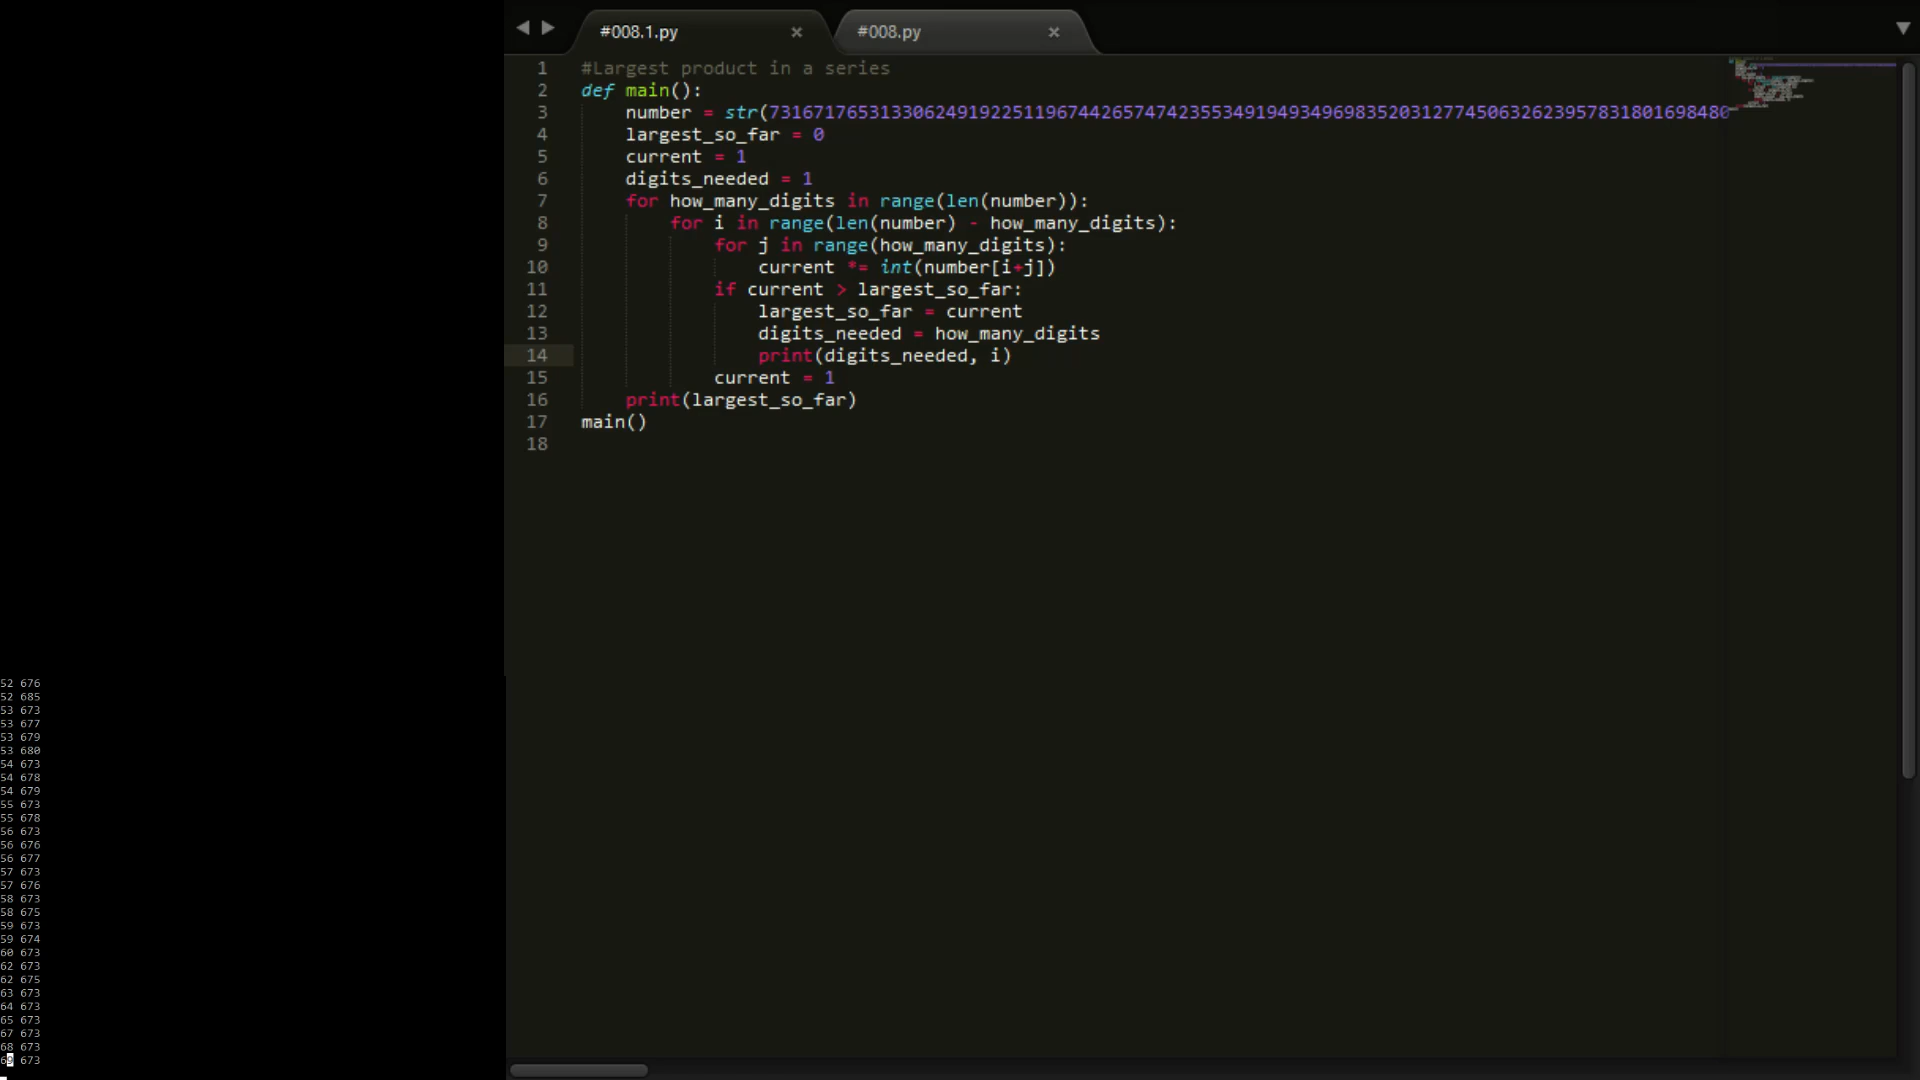 52 676
52 685
53 673
53 677
53 679
53 680
54 673
54 678
54 679
55 673
55 678
56 673
56 676
56 677
57 673
57 676
58 673
58 675
59 673
59 674
60 673
62 673
62 675
63 673
64 673
65 673
67 673
68 673
69 673
#008.1.py × #008.py ×
1 #Largest product in a series
2 def main():
3 number = str(731671765313306249192251196744265747423553491949349698352031277450632623957831801698480
4 largest_so_far = 0
5 current = 1
6 digits_needed = 1
7 for how_many_digits in range(len(number)):
8 for i in range(len(number) - how_many_digits):
9 for j in range(how_many_digits):
10 current *= int(number[i+j])
11 if current > largest_so_far:
12 largest_so_far = current
13 digits_needed = how_many_digits
14 print(digits_needed, i)
15 current = 1
16 print(largest_so_far)
17 main()
18